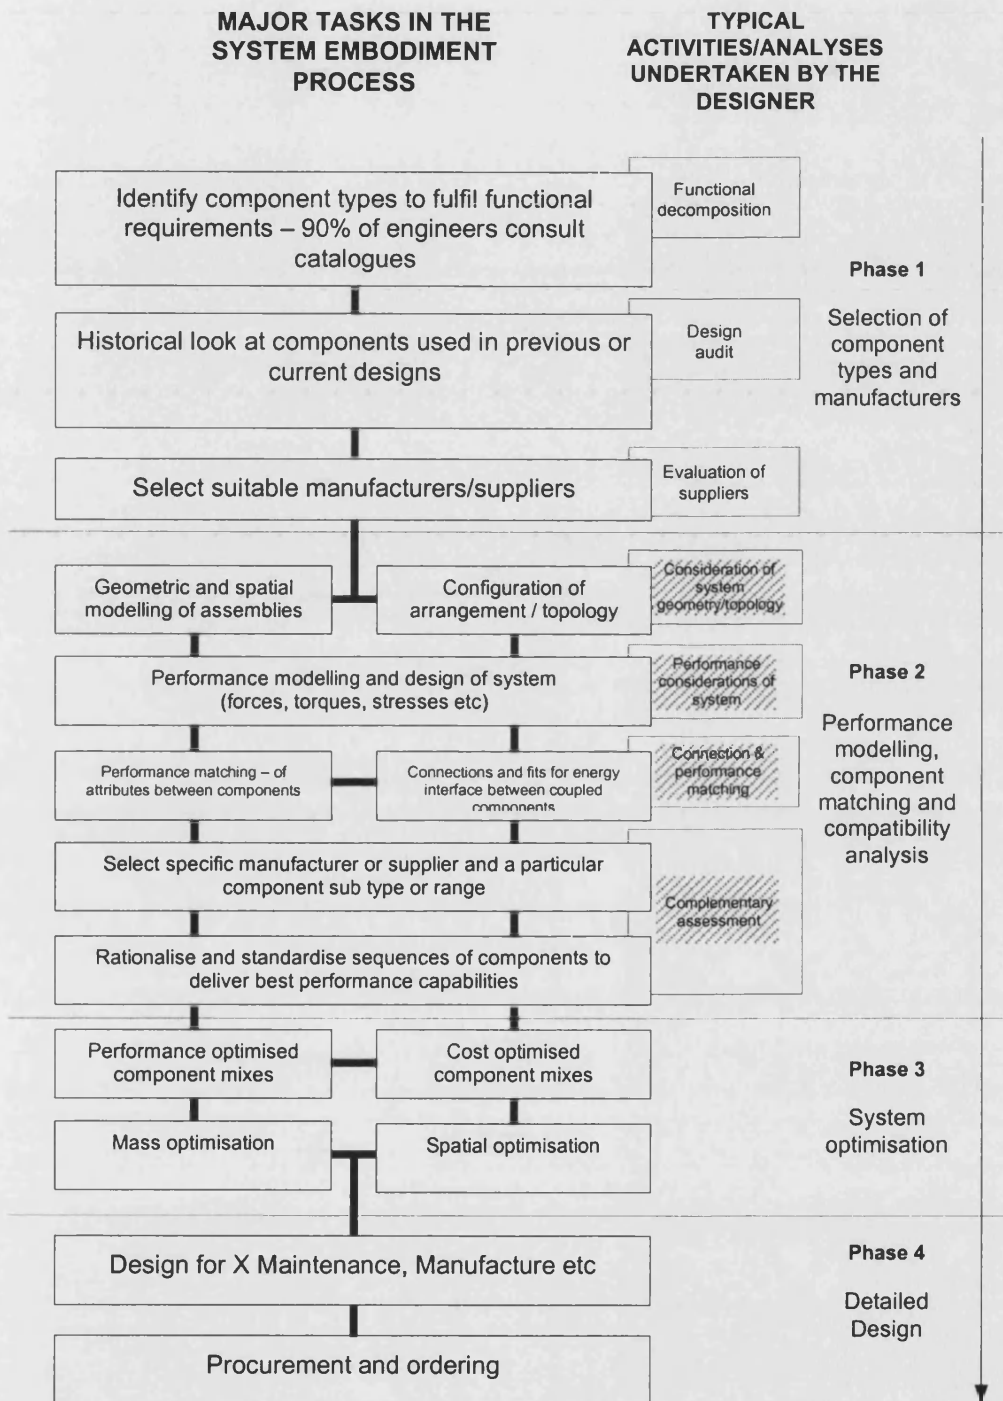 MAJOR TASKS IN THE
SYSTEM EMBODIMENT
PROCESS
TYPICAL
ACTIVITIES/ANALYSES
UNDERTAKEN BY THE
DESIGNER
Identify component types to fulfil functional
requirements – 90% of engineers consult
catalogues
Functional
decomposition
Phase 1
Selection of
component
types and
manufacturers
Historical look at components used in previous or
current designs
Design
audit
Select suitable manufacturers/suppliers
Evaluation of
suppliers
Geometric and spatial
modelling of assemblies
Configuration of
arrangement / topology
Consideration of
system
geometry/topology
Performance modelling and design of system
(forces, torques, stresses etc)
Performance
considerations of
system
Phase 2
Performance
modelling,
component
matching and
compatibility
analysis
Performance matching – of
attributes between components
Connections and fits for energy
interface between coupled
components
Connection &
performance
matching
Select specific manufacturer or supplier and a particular
component sub type or range
Complementary
assessment
Rationalise and standardise sequences of components to
deliver best performance capabilities
Performance optimised
component mixes
Cost optimised
component mixes
Phase 3
System
optimisation
Mass optimisation
Spatial optimisation
Design for X Maintenance, Manufacture etc
Phase 4
Detailed
Design
Procurement and ordering